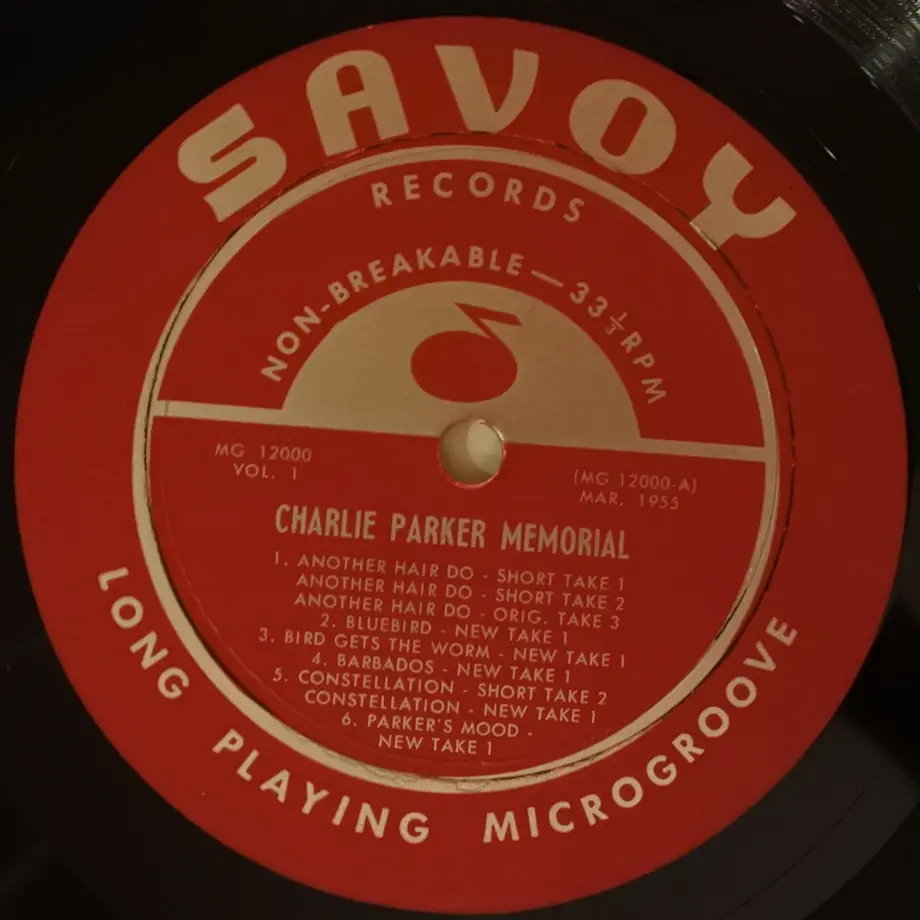 SAVOY
RECORDS
NON-BREAKABLE — 33⅓ RPM
MG 12000
VOL. 1
(MG 12000-A)
MAR. 1955
CHARLIE PARKER MEMORIAL
1. ANOTHER HAIR DO - SHORT TAKE 1
ANOTHER HAIR DO - SHORT TAKE 2
ANOTHER HAIR DO - ORIG. TAKE 3
2. BLUEBIRD - NEW TAKE 1
3. BIRD GETS THE WORM - NEW TAKE 1
4. BARBADOS - NEW TAKE 1
5. CONSTELLATION - SHORT TAKE 2
CONSTELLATION - NEW TAKE 1
6. PARKER'S MOOD -
NEW TAKE 1
LONG PLAYING MICROGROOVE